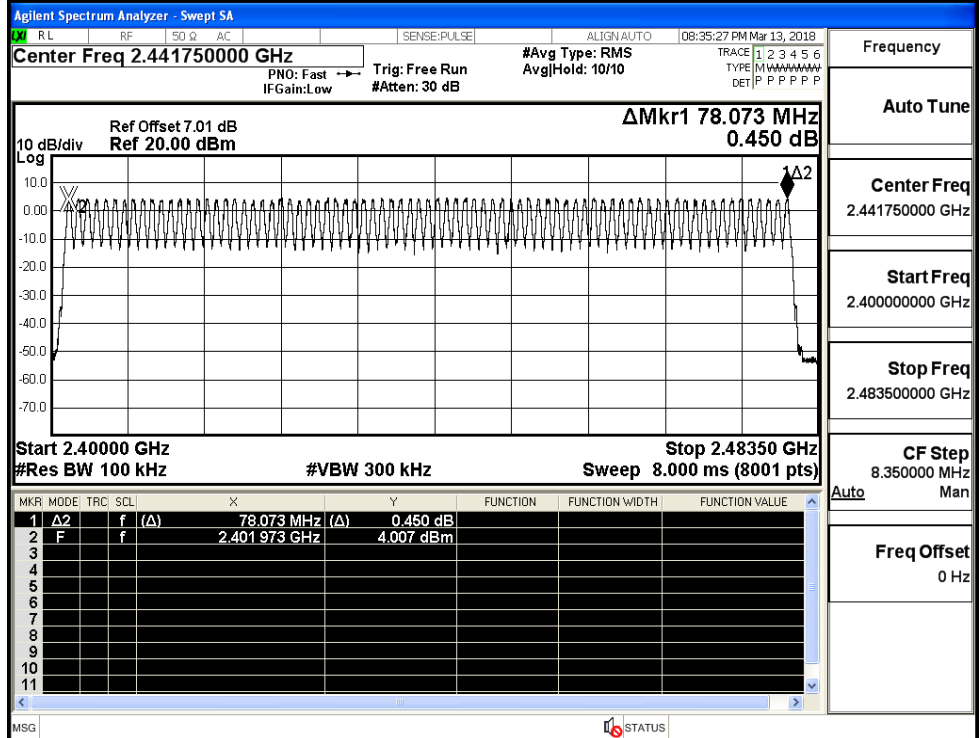 Agilent Spectrum Analyzer - Swept SA
LXI RL RF 50 Ω AC SENSE:PULSE ALIGN AUTO 08:35:27 PM Mar 13, 2018
Center Freq 2.441750000 GHz
PNO: Fast
IFGain:Low
Trig: Free Run
#Atten: 30 dB
#Avg Type: RMS
Avg|Hold: 10/10
TRACE 1 2 3 4 5 6
TYPE M WWWWW
DET P P P P P P
Ref Offset 7.01 dB
10 dB/div Ref 20.00 dBm
Log
ΔMkr1 78.073 MHz
0.450 dB
1Δ2
10.0
X2
0.00
-10.0
-20.0
-30.0
-40.0
-50.0
-60.0
-70.0
Start 2.40000 GHz Stop 2.48350 GHz
#Res BW 100 kHz #VBW 300 kHz Sweep 8.000 ms (8001 pts)
MKR MODE TRC SCL X Y FUNCTION FUNCTION WIDTH FUNCTION VALUE
1 Δ2 f (Δ) 78.073 MHz (Δ) 0.450 dB
2 F f 2.401 973 GHz 4.007 dBm
3
4
5
6
7
8
9
10
11
MSG STATUS
Frequency
Auto Tune
Center Freq
2.441750000 GHz
Start Freq
2.400000000 GHz
Stop Freq
2.483500000 GHz
CF Step
8.350000 MHz
Auto Man
Freq Offset
0 Hz